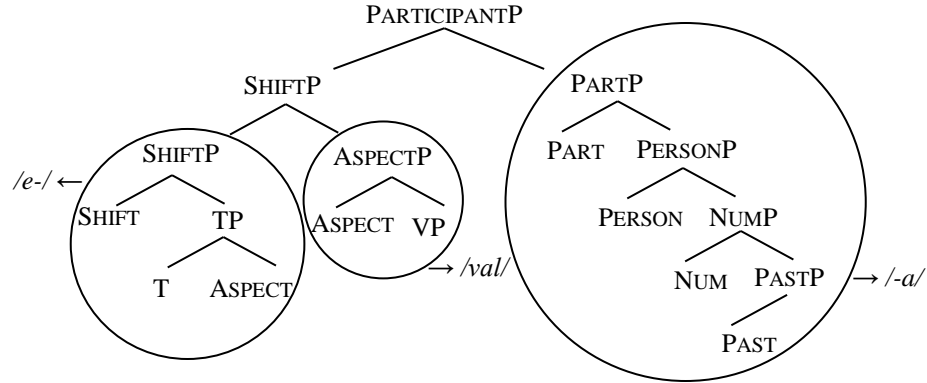 PARTICIPANTP
SHIFTP PARTP
SHIFTP ASPECTP PART PERSONP
/e-/ ←
SHIFT TP ASPECT VP PERSON NUMP
→ /val/
T ASPECT NUM PASTP → /-a/
PAST